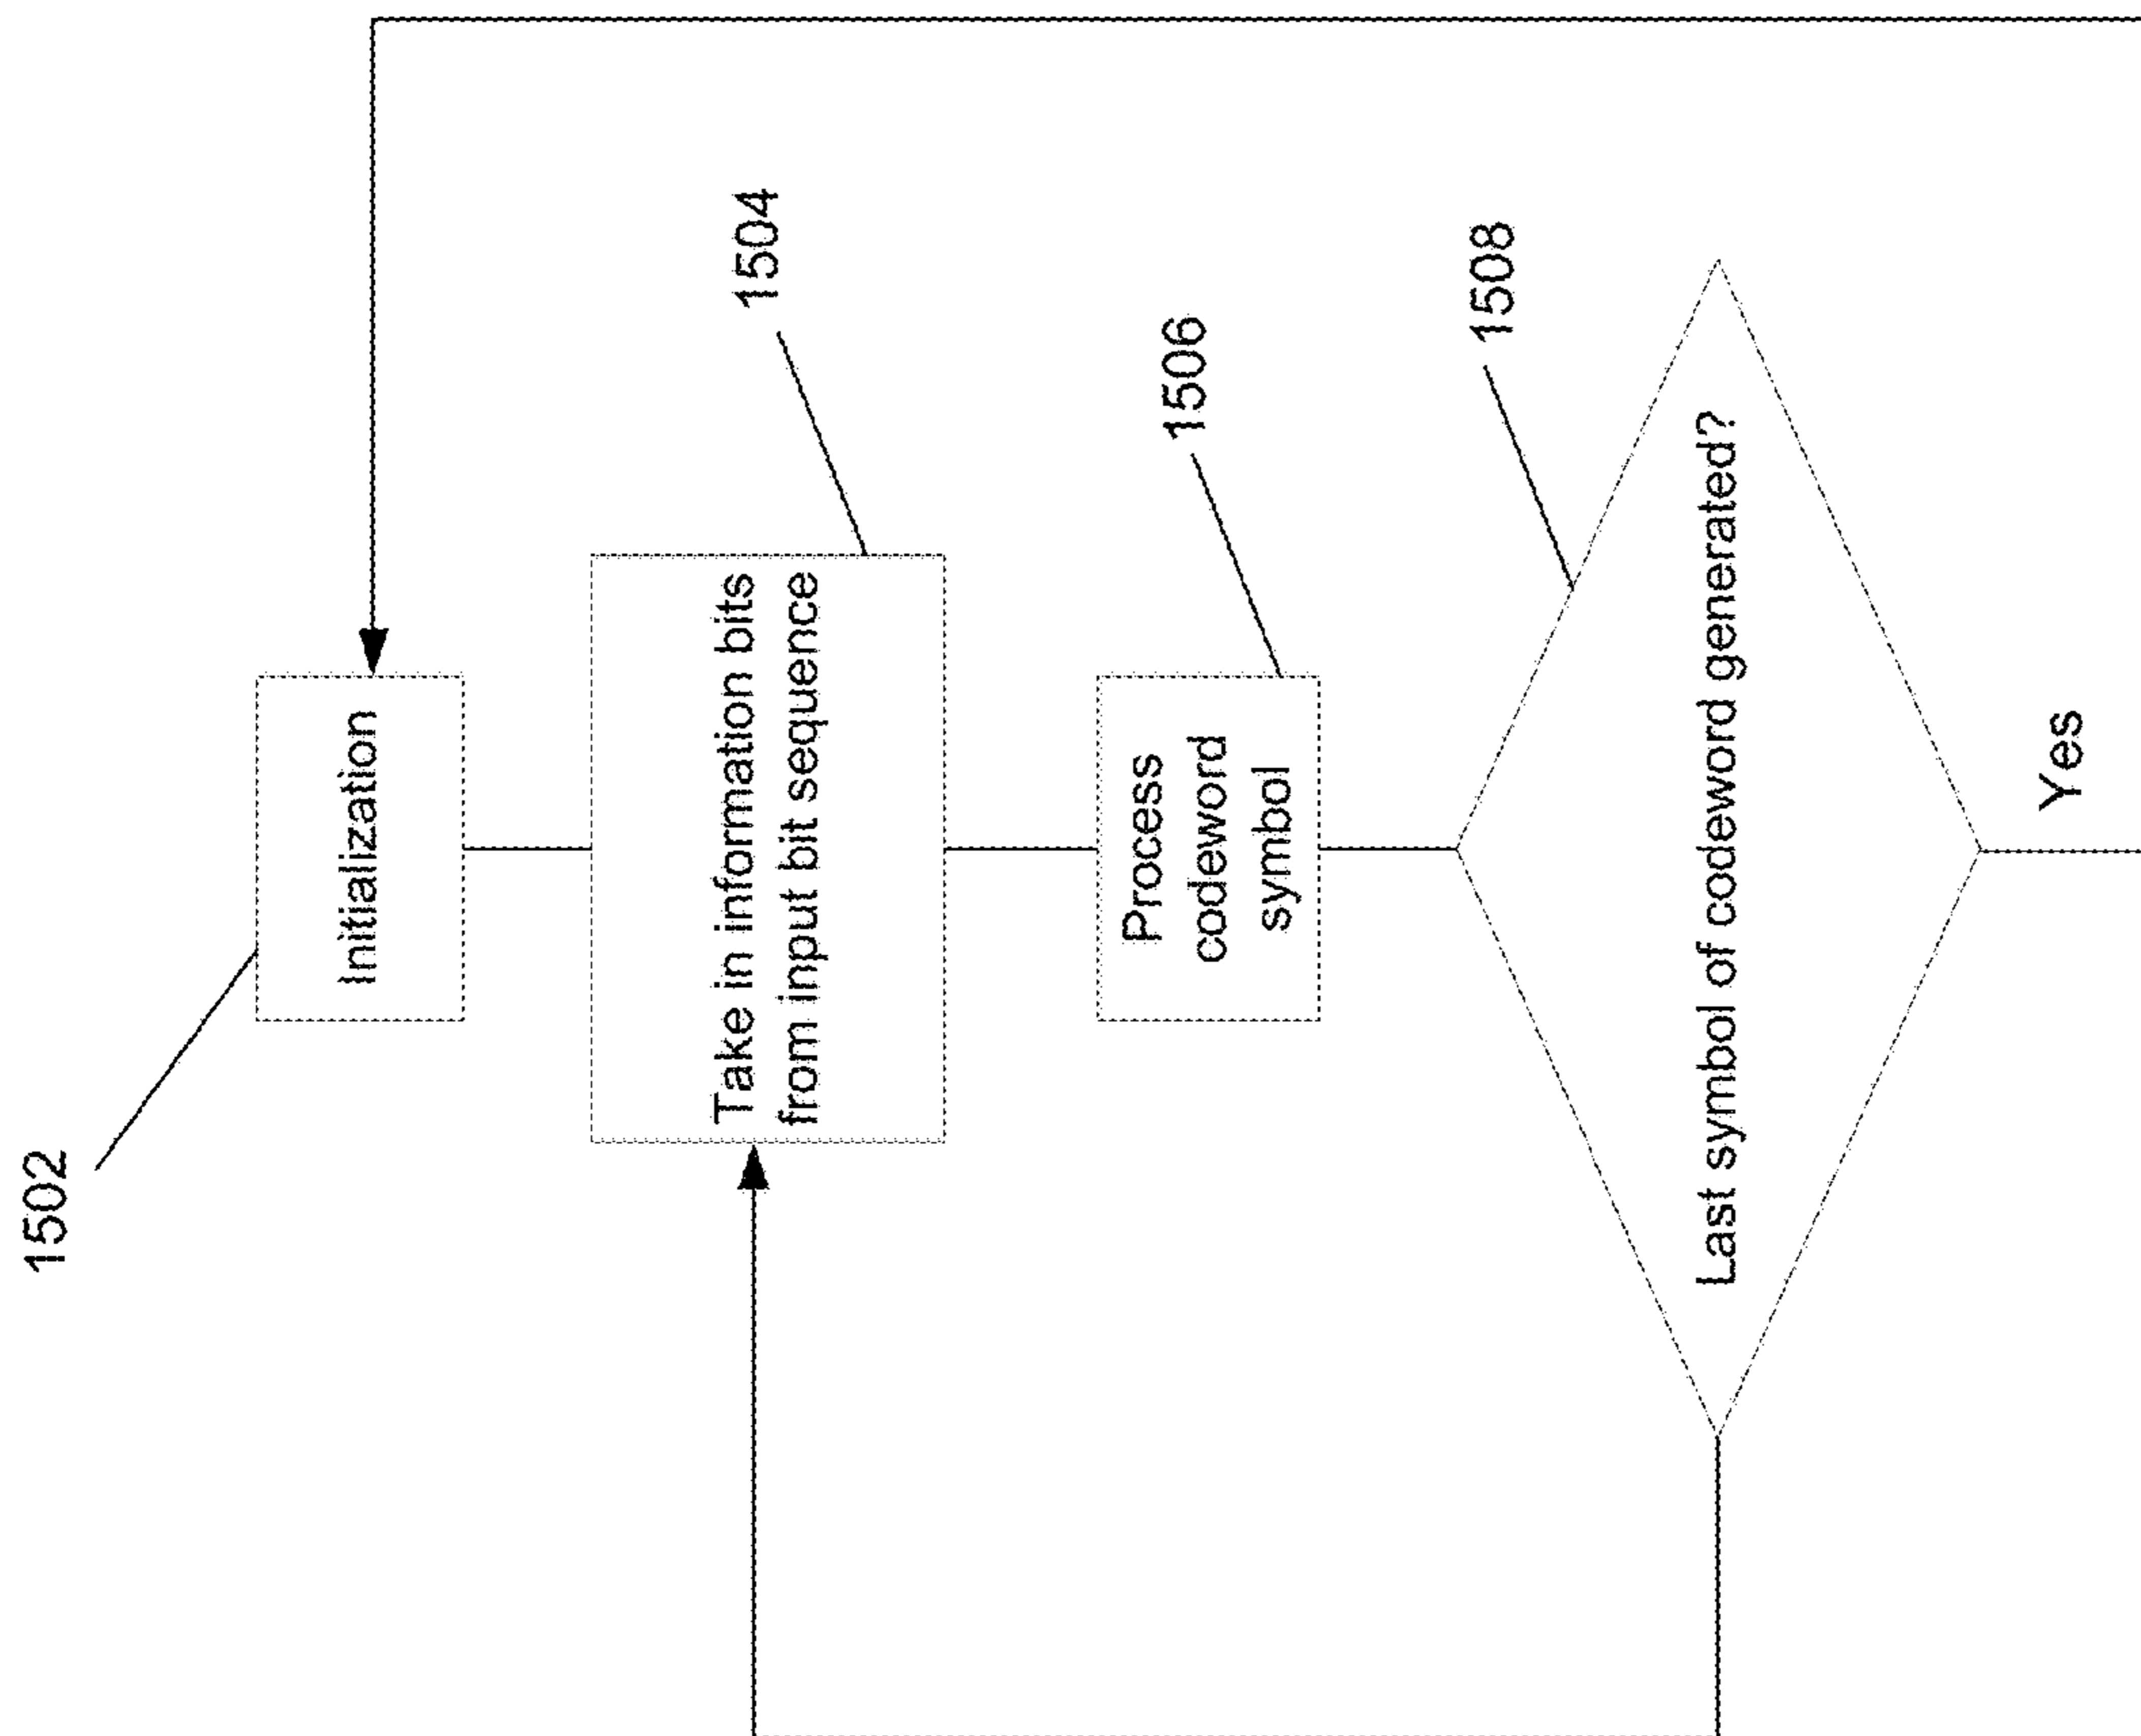 1502
Initialization
Take in information bits
from input bit sequence
1504
Process
codeword
symbol
1506
Last symbol of codeword generated?
1508
Yes